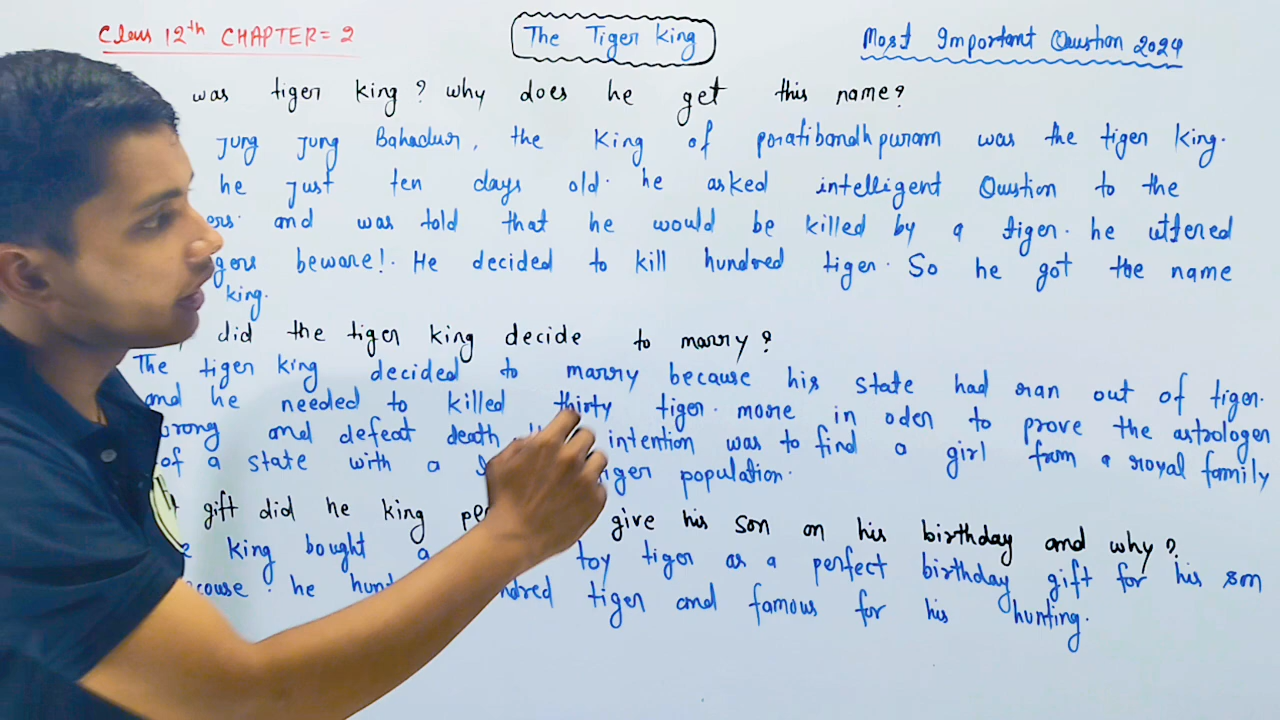 Class 12th CHAPTER = 2
The Tiger King
Most Important Question 2024
was tiger king? why does he get this name?
Jung Jung Bahadur, the King of poratibandhpuram was the tiger king.
he just ten days old. he asked intelligent Question to the
ers. and was told that he would be killed by a tiger. he uttered
gers beware!. He decided to kill hundred tiger. So he got the name
king.
did the tiger king decide to marry?
The tiger king decided to marry because his state had ran out of tiger.
and he needed to killed thirty tiger. more in oder to prove the astrologer
wrong and defeat death intention was to find a girl from a royal family
of a state with a tiger population.
gift did he king give his son on his birthday and why?
king bought a toy tiger as a perfect birthday gift for his son
he tiger and famous for his hunting.